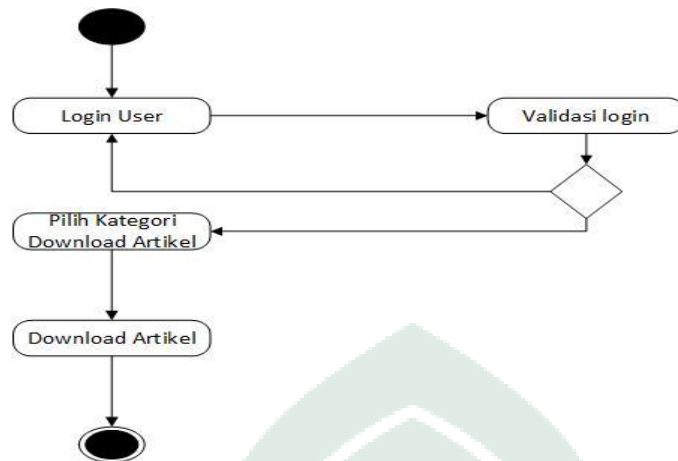 Login User
Validasi login
Pilih Kategori
Download Artikel
Download Artikel